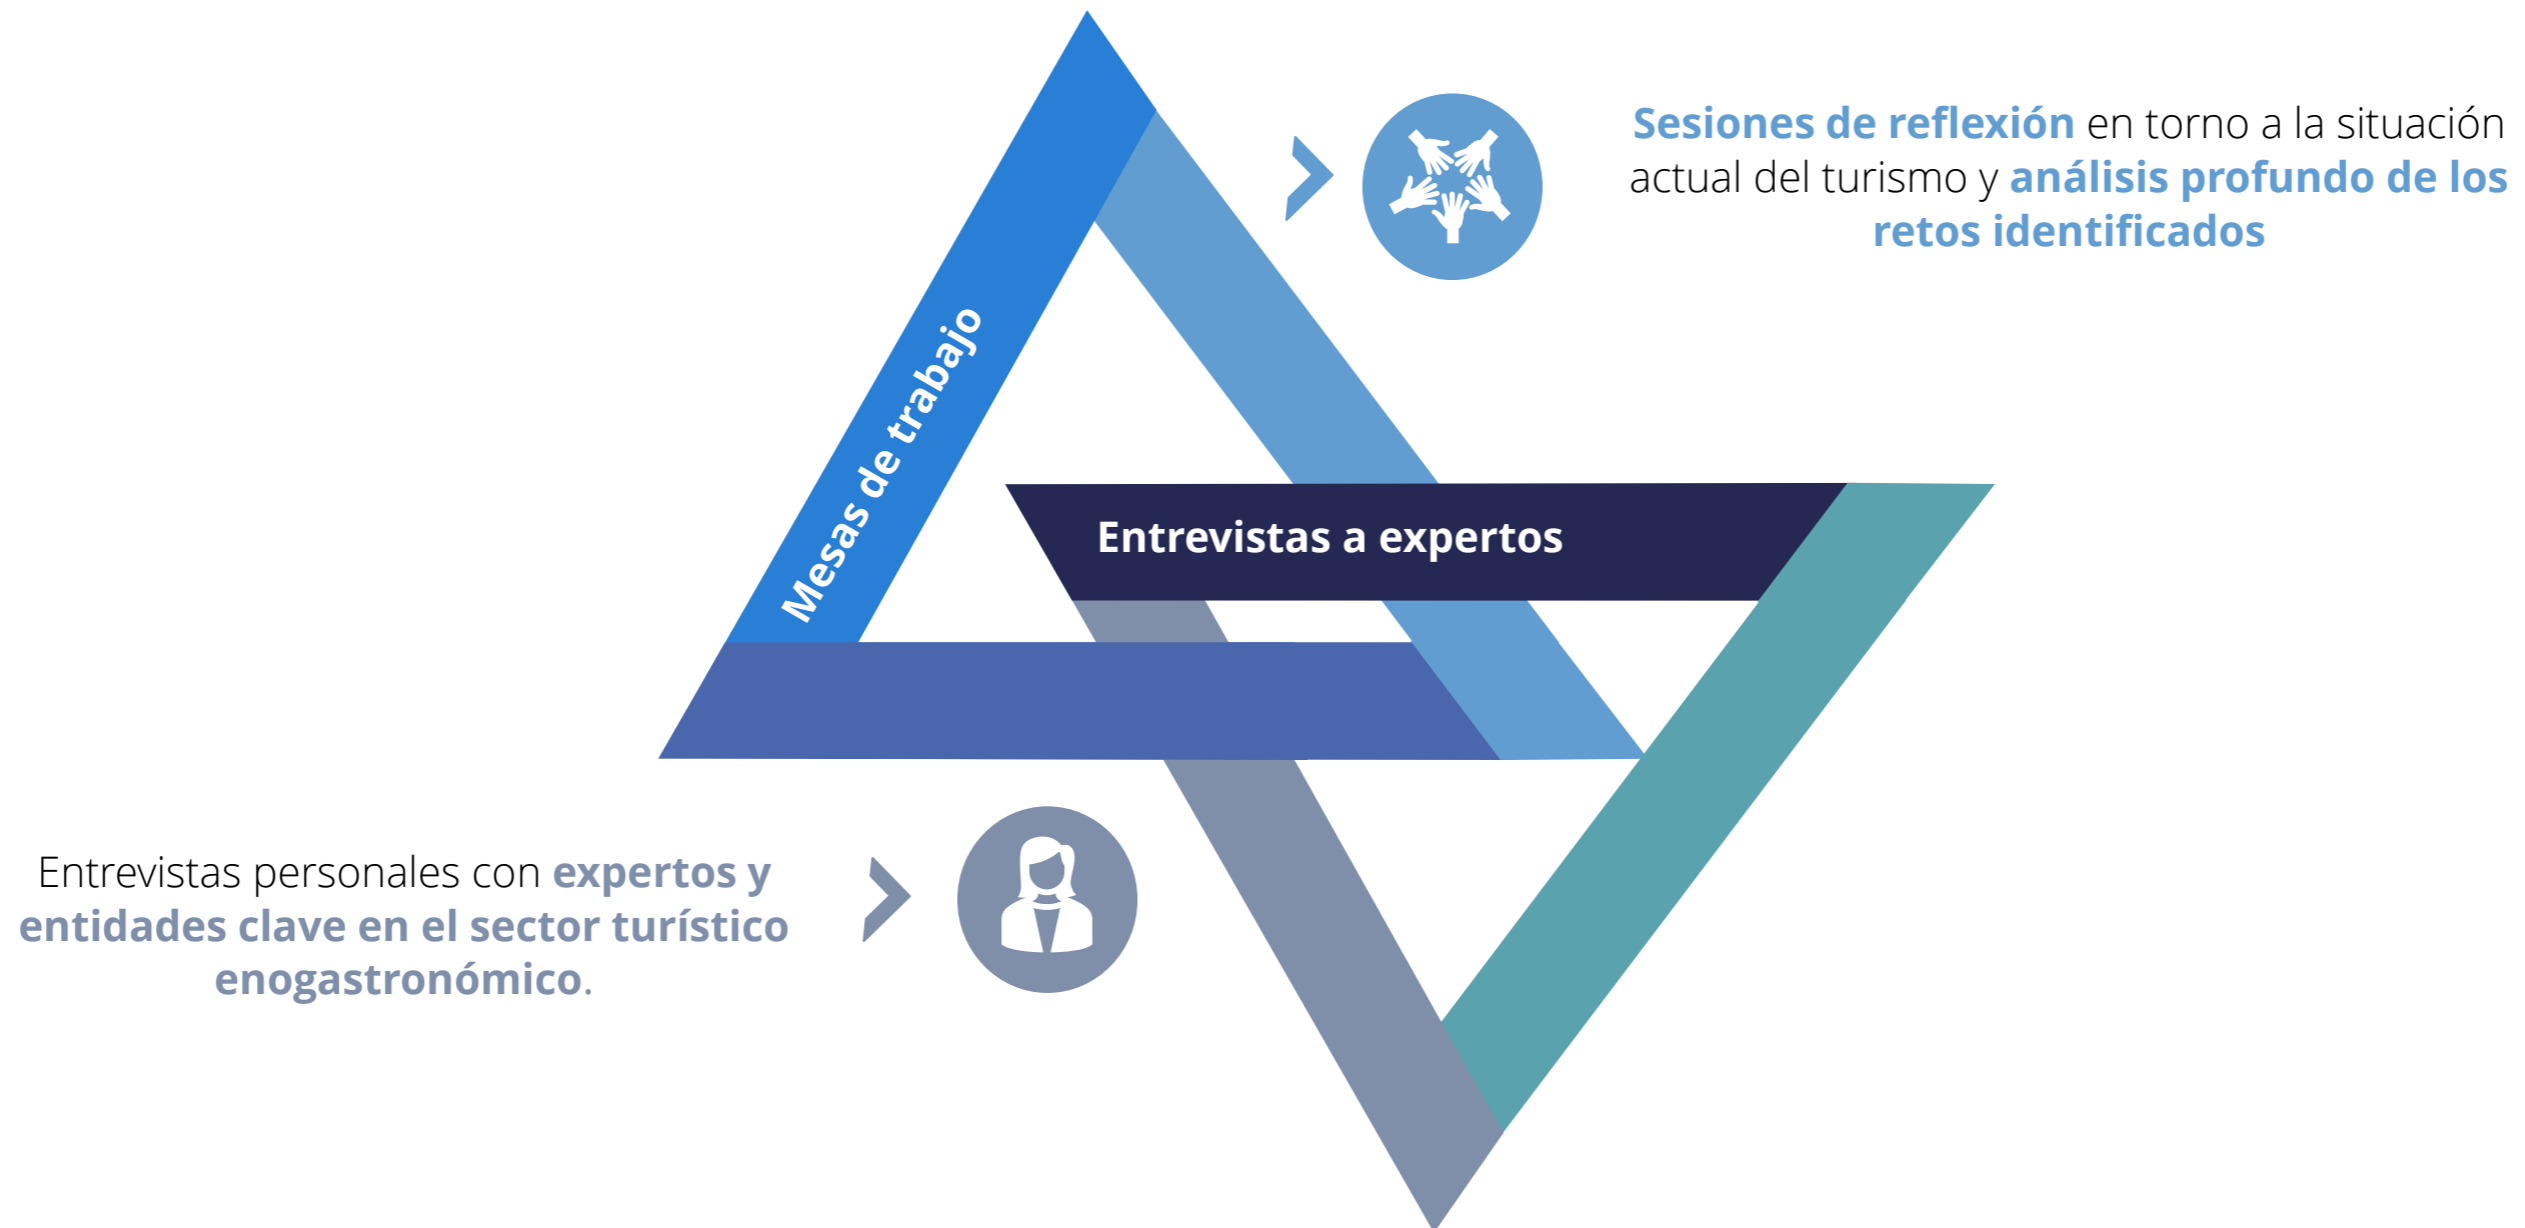 Sesiones de reflexión en torno a la situación
actual del turismo y análisis profundo de los
retos identificados
Mesas de trabajo
Entrevistas a expertos
Entrevistas personales con expertos y
entidades clave en el sector turístico
enogastronómico.